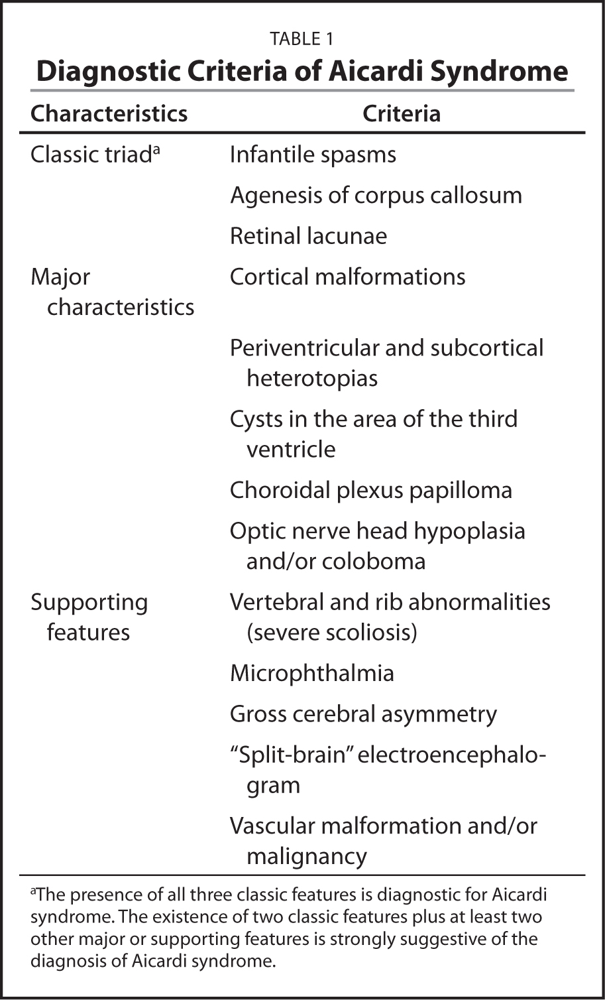 TABLE 1
Diagnostic Criteria of Aicardi Syndrome
Characteristics Criteria
Classic triadᵃ Infantile spasms
Agenesis of corpus callosum
Retinal lacunae
Major Cortical malformations
characteristics
Periventricular and subcortical
heterotopias
Cysts in the area of the third
ventricle
Choroidal plexus papilloma
Optic nerve head hypoplasia
and/or coloboma
Supporting Vertebral and rib abnormalities
features (severe scoliosis)
Microphthalmia
Gross cerebral asymmetry
“Split-brain” electroencephalo-
gram
Vascular malformation and/or
malignancy
ᵃThe presence of all three classic features is diagnostic for Aicardi
syndrome. The existence of two classic features plus at least two
other major or supporting features is strongly suggestive of the
diagnosis of Aicardi syndrome.